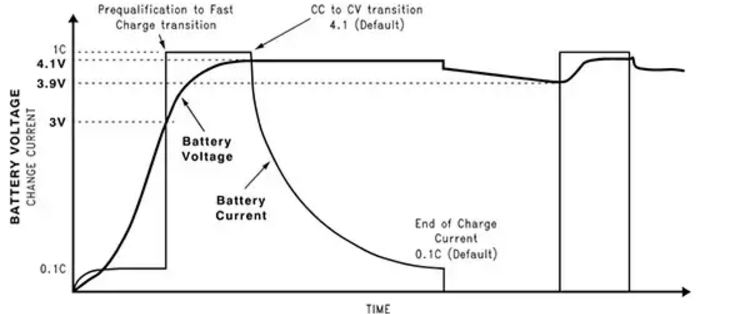 Prequalification to Fast
Charge transition
CC to CV transition
4.1 (Default)
1C
4.1V
3.9V
3V
0.1C
BATTERY VOLTAGE
CHANGE CURRENT
Battery
Voltage
Battery
Current
End of Charge
Current
0.1C (Default)
TIME